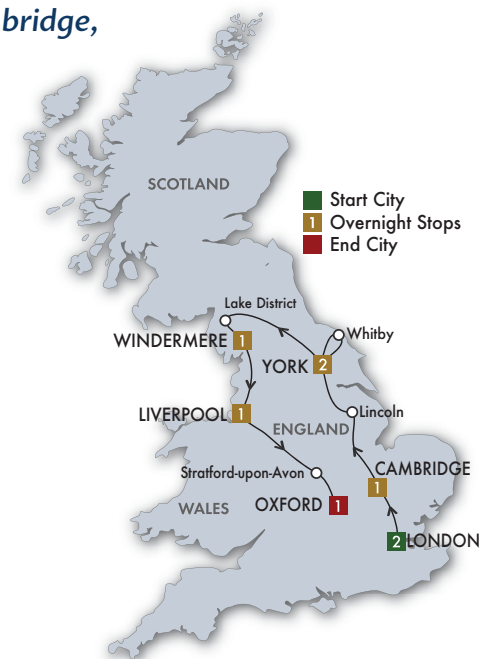 bridge,
SCOTLAND
Start City
1 Overnight Stops
End City
Lake District
Whitby
WINDERMERE 1
YORK 2
LIVERPOOL 1
Lincoln
ENGLAND
CAMBRIDGE
1
Stratford-upon-Avon
WALES
OXFORD 1
2 LONDON